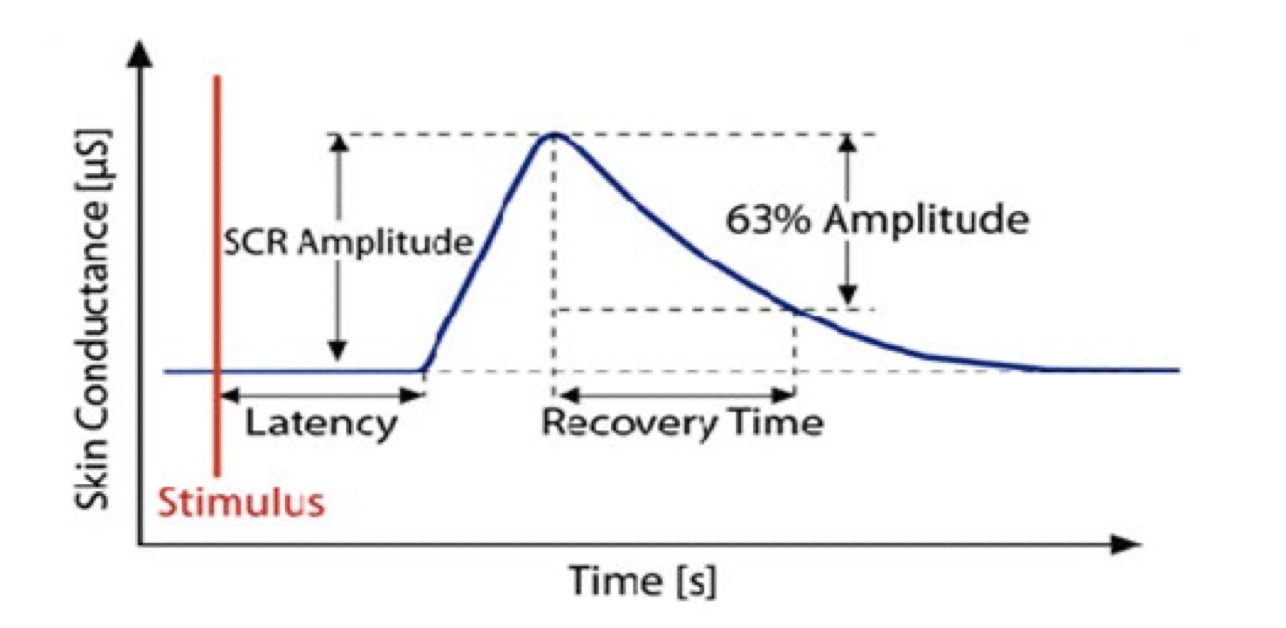 Skin Conductance [µS]
SCR Amplitude
63% Amplitude
Latency
Recovery Time
Stimulus
Time [s]